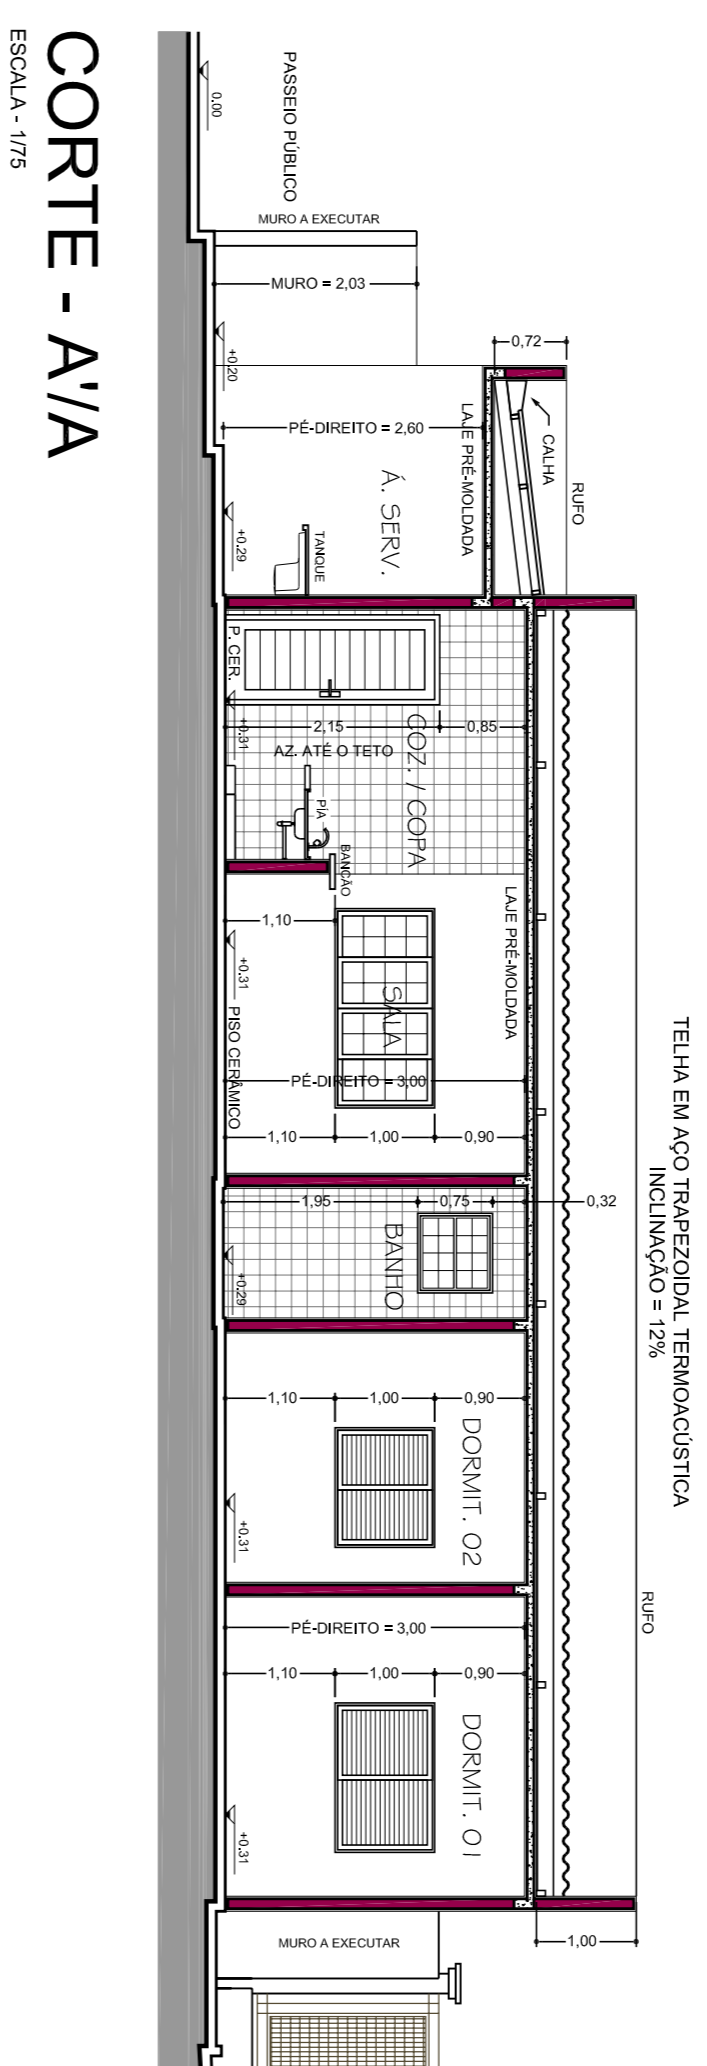 CORTE - A'/A
ESCALA - 1/75
TELHA EM AÇO TRAPEZOIDAL TERMOACÚSTICA
INCLINAÇÃO = 12%
RUFO
RUFO
CALHA
0,72
1,00
0,32
PASSEIO PÚBLICO
0.00
MURO A EXECUTAR
MURO = 2,03
+0.20
PÉ-DIREITO = 2,60
LAJE PRÉ-MOLDADA
Á. SERV.
TANQUE
+0.29
P. CER.
+0.31
2,15
0,85
AZ. ATÉ O TETO
COZ. / COPA
PIA
BANCÃO
LAJE PRÉ-MOLDADA
1,10
+0.31
SALA
PISO CERÂMICO
PÉ-DIREITO = 3,00
1,10
1,00
0,90
1,95
0,75
BANHO
+0.29
1,10
1,00
0,90
DORMIT. 02
+0.31
PÉ-DIREITO = 3,00
1,10
1,00
0,90
DORMIT. 01
+0.31
MURO A EXECUTAR